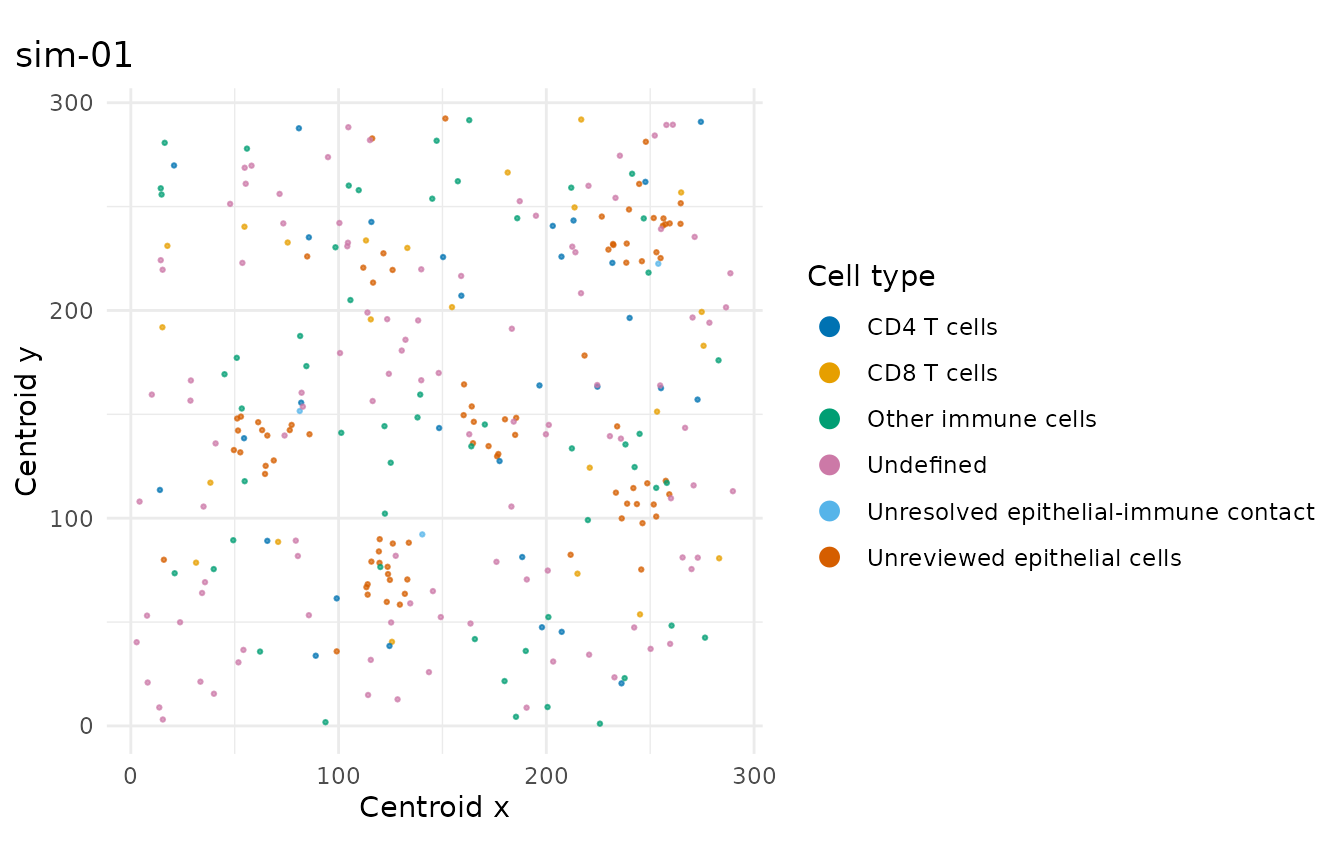 sim-01
300
200
100
0
0 100 200 300
Centroid x
Centroid y
Cell type
CD4 T cells
CD8 T cells
Other immune cells
Undefined
Unresolved epithelial-immune contact
Unreviewed epithelial cells